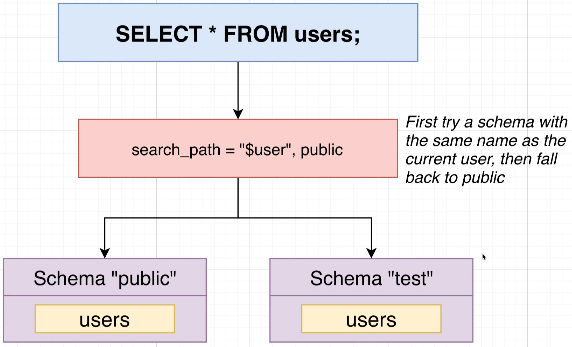 SELECT * FROM users;
search_path = "$user", public
First try a schema with
the same name as the
current user, then fall
back to public
Schema "public"
users
Schema "test"
users